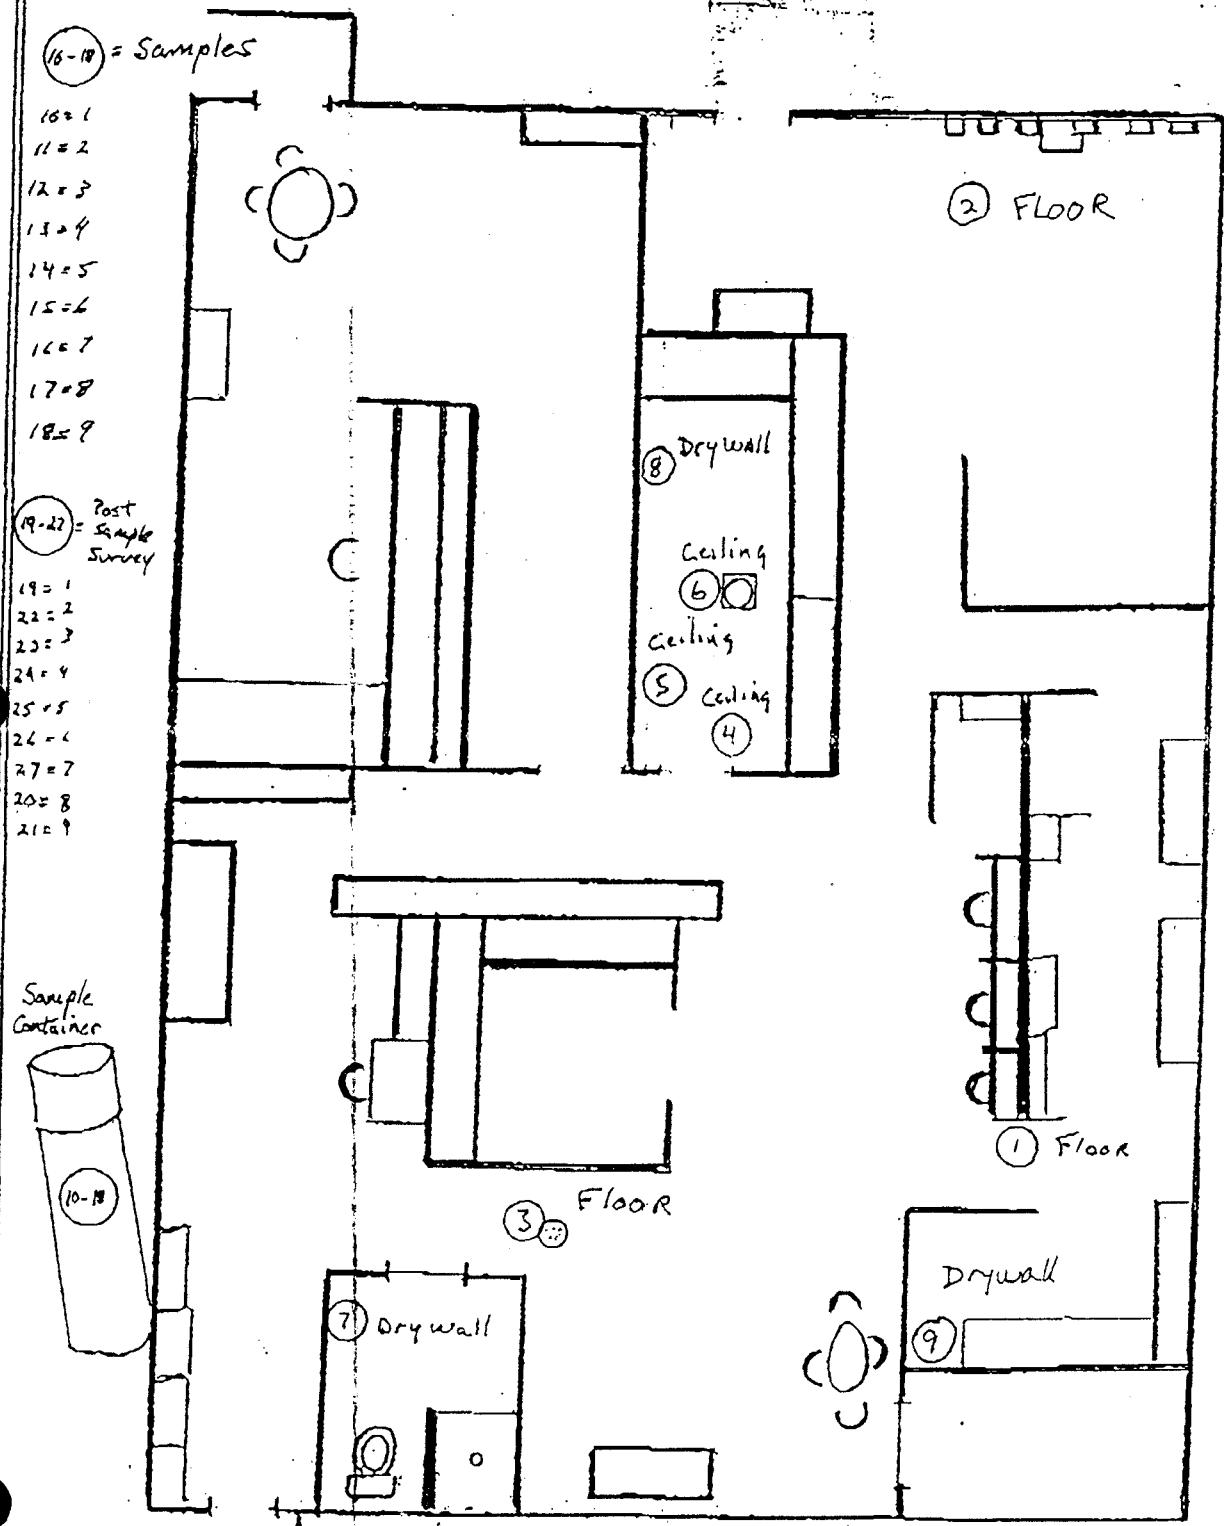 16-18 = Samples
10=1
11=2
12=3
13=4
14=5
15=6
16=7
17=8
18=9
19-27 = Post
Sample
Survey
19=1
22=2
23=3
24=4
25=5
26=6
27=7
20=8
21=9
Sample
Container
10-18
2 FLOOR
8 Drywall
Ceiling
6
Ceiling
5
Ceiling
4
1 FLOOR
FLOOR
3
7 Drywall
Drywall
9